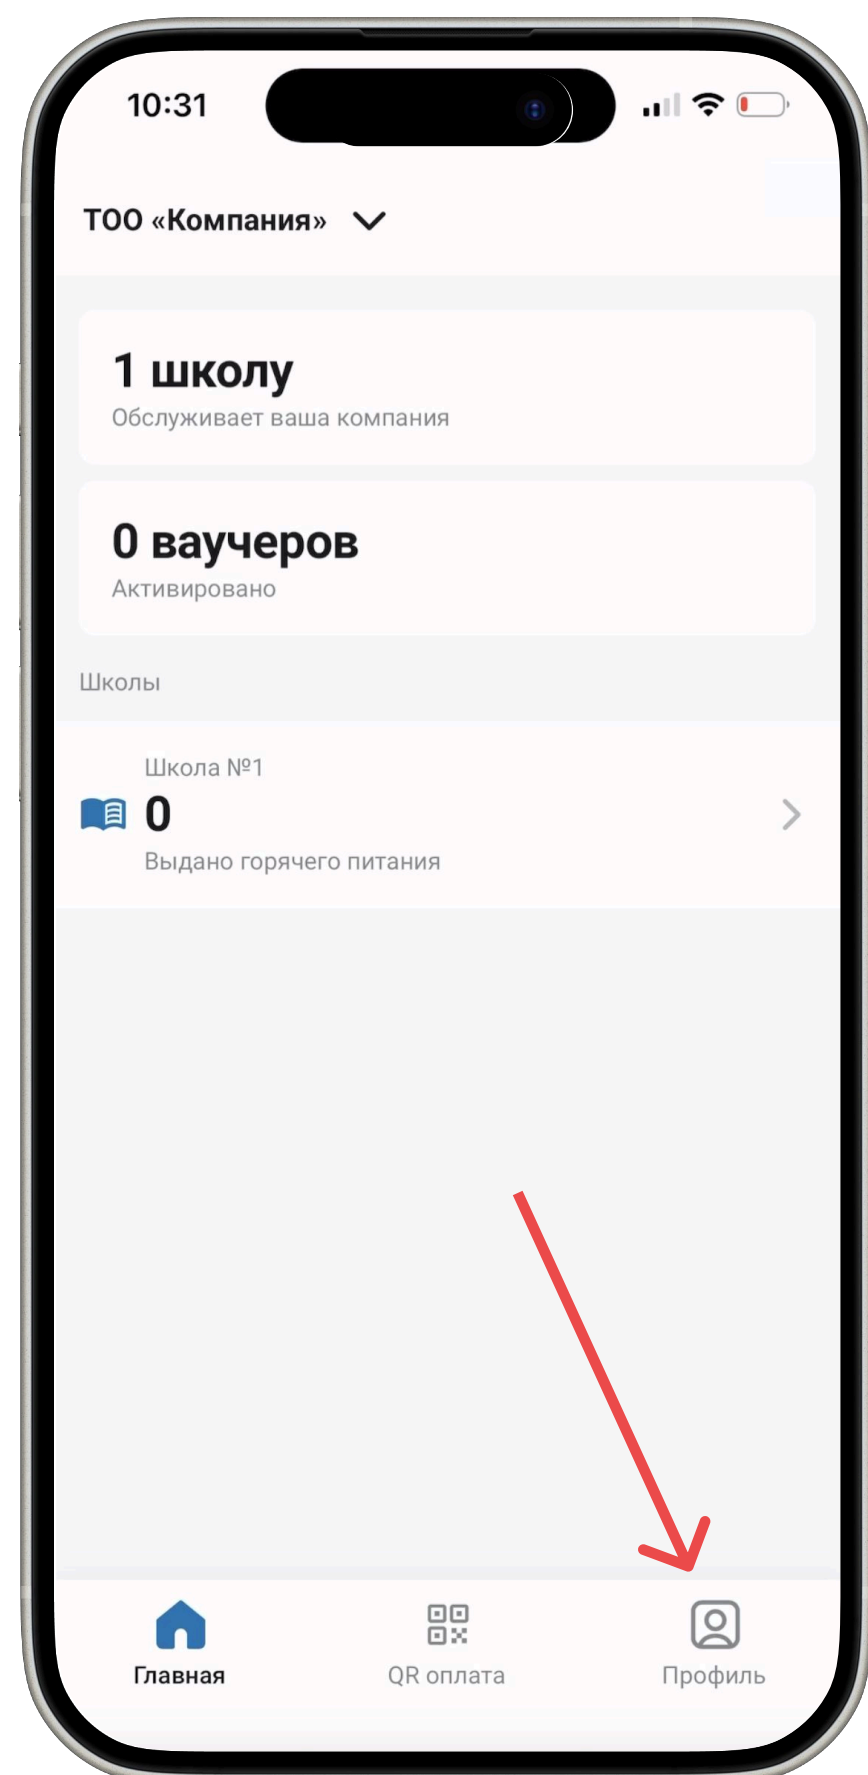 10:31
ТОО «Компания»
1 школу
Обслуживает ваша компания
0 ваучеров
Активировано
Школы
Школа №1
0
Выдано горячего питания
Главная
QR оплата
Профиль